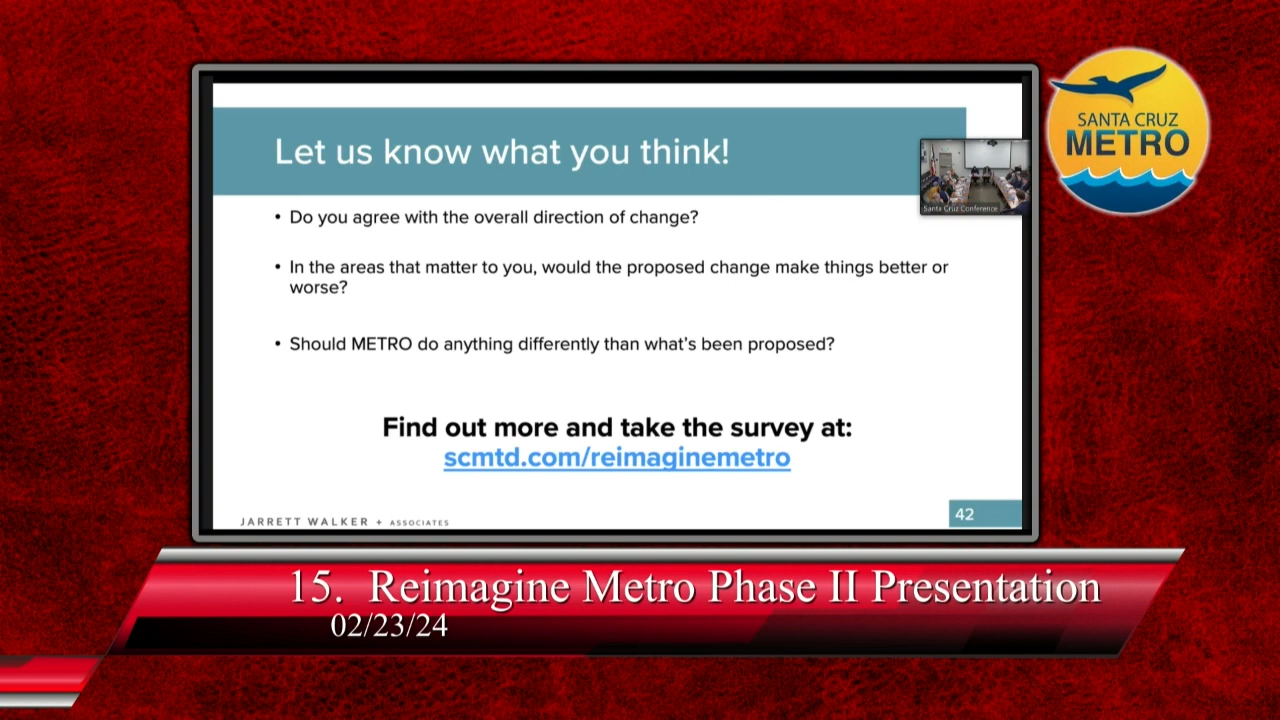 Let us know what you think!
SANTA CRUZ
METRO
Santa Cruz Conference
• Do you agree with the overall direction of change?
• In the areas that matter to you, would the proposed change make things better or
worse?
• Should METRO do anything differently than what's been proposed?
Find out more and take the survey at:
scmtd.com/reimaginemetro
JARRETT WALKER + ASSOCIATES
42
15. Reimagine Metro Phase II Presentation
02/23/24